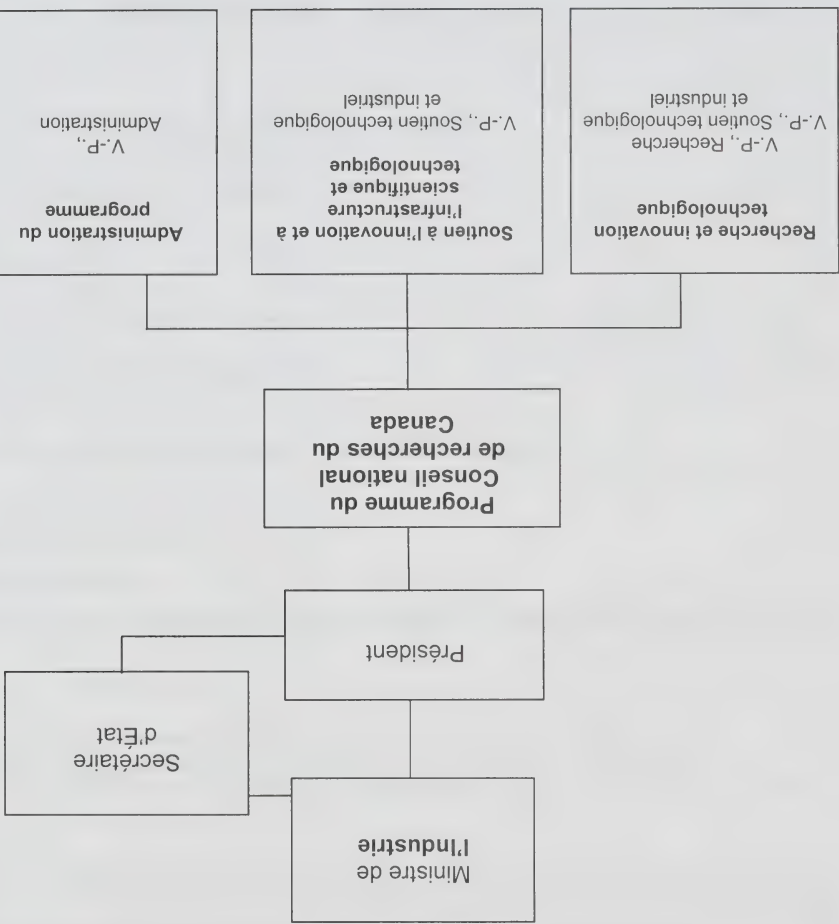 Ministre de
l'Industrie
Secrétaire
d'État
Président
Programme du
Conseil national
de recherches du
Canada
Recherche et innovation
technologique
V.-P., Recherche
V.-P., Soutien technologique
et industriel
Soutien à l'innovation et à
l'infrastructure
scientifique et
technologique
V.-P., Soutien technologique
et industriel
Administration du
programme
V.-P.,
Administration